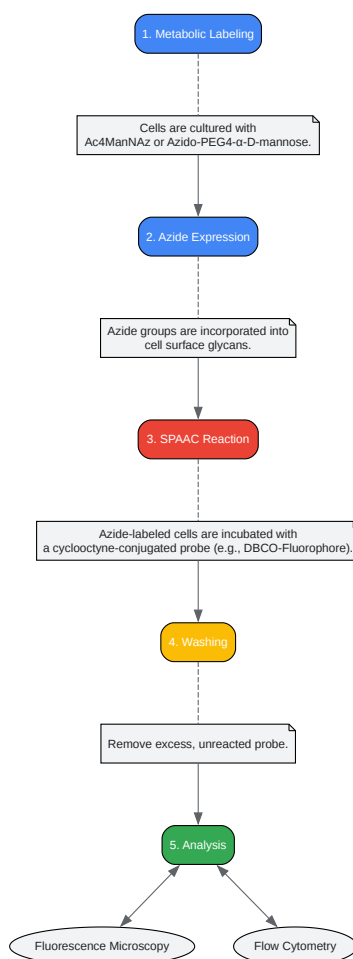 1. Metabolic Labeling
Cells are cultured with
Ac4ManNAz or Azido-PEG4-α-D-mannose.
2. Azide Expression
Azide groups are incorporated into
cell surface glycans.
3. SPAAC Reaction
Azide-labeled cells are incubated with
a cyclooctyne-conjugated probe (e.g., DBCO-Fluorophore).
4. Washing
Remove excess, unreacted probe.
5. Analysis
Fluorescence Microscopy
Flow Cytometry